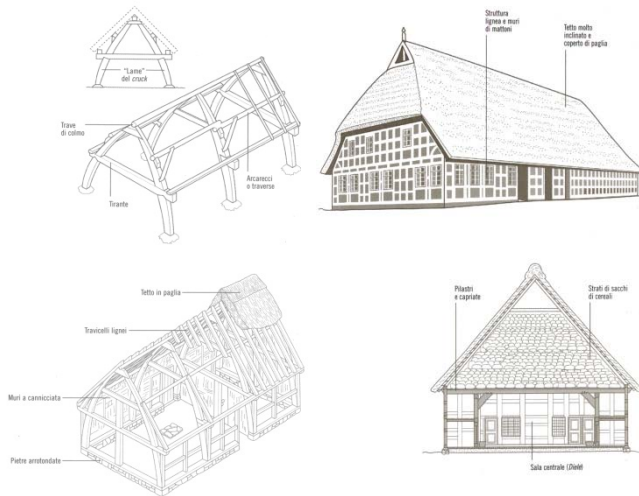 "Lame"
del cruck
Trave
di colmo
Tirante
Arcarecci
o traverse
Struttura
lignea e muri
di mattoni
Tetto molto
inclinato e
coperto di paglia
Tetto in paglia
Travicelli lignei
Muri a cannicciata
Pietre arrotondate
Pilastri
e capriate
Strati di sacchi
di cereali
Sala centrale (Diele)